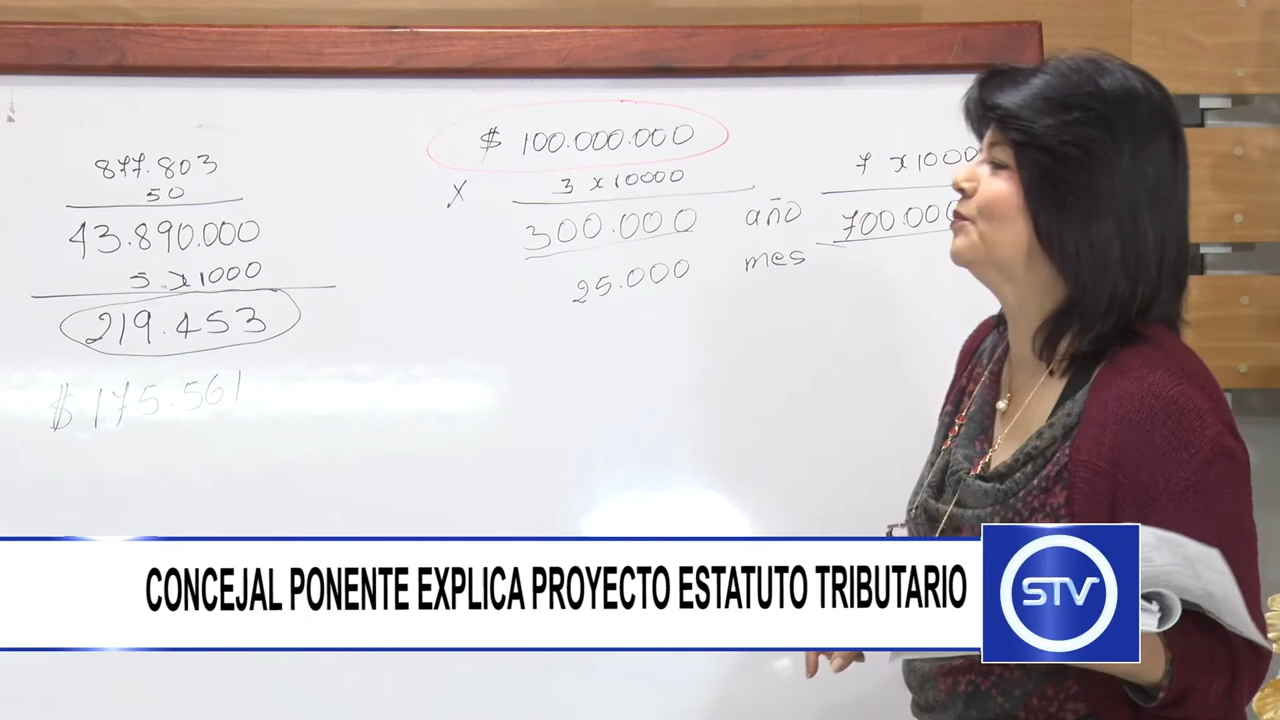 877.803
50
43.890.000
5 x 1000
219.453
$ 175.561
$ 100.000.000
X 3 x 10000
300.000 año
25.000 mes
7 x 1000
700.000
CONCEJAL PONENTE EXPLICA PROYECTO ESTATUTO TRIBUTARIO
STV